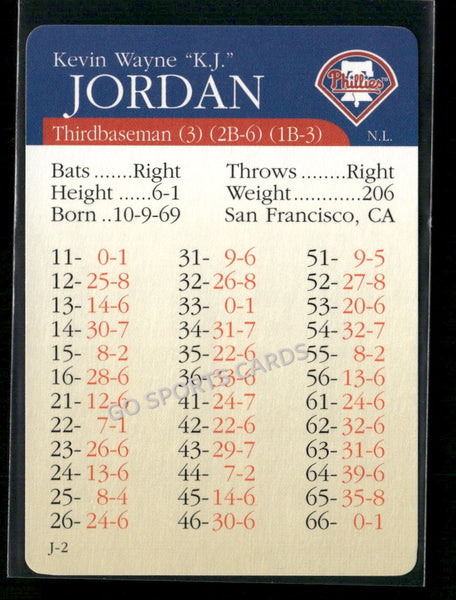 Kevin Wayne "K.J."
JORDAN
Phillies
Thirdbaseman (3) (2B-6) (1B-3)
N.L.
Bats.......Right Throws........Right
Height......6-1 Weight............206
Born ..10-9-69 San Francisco, CA
11- 0-1 31- 9-6 51- 9-5
12- 25-8 32- 26-8 52- 27-8
13- 14-6 33- 0-1 53- 20-6
14- 30-7 34- 31-7 54- 32-7
15- 8-2 35- 22-6 55- 8-2
16- 28-6 36- 33-6 56- 13-6
21- 12-6 41- 24-7 61- 24-6
22- 7-1 42- 22-6 62- 32-6
23- 26-6 43- 29-7 63- 31-6
24- 13-6 44- 7-2 64- 39-6
25- 8-4 45- 14-6 65- 35-8
26- 24-6 46- 30-6 66- 0-1
J-2
GO SPORTS CARDS